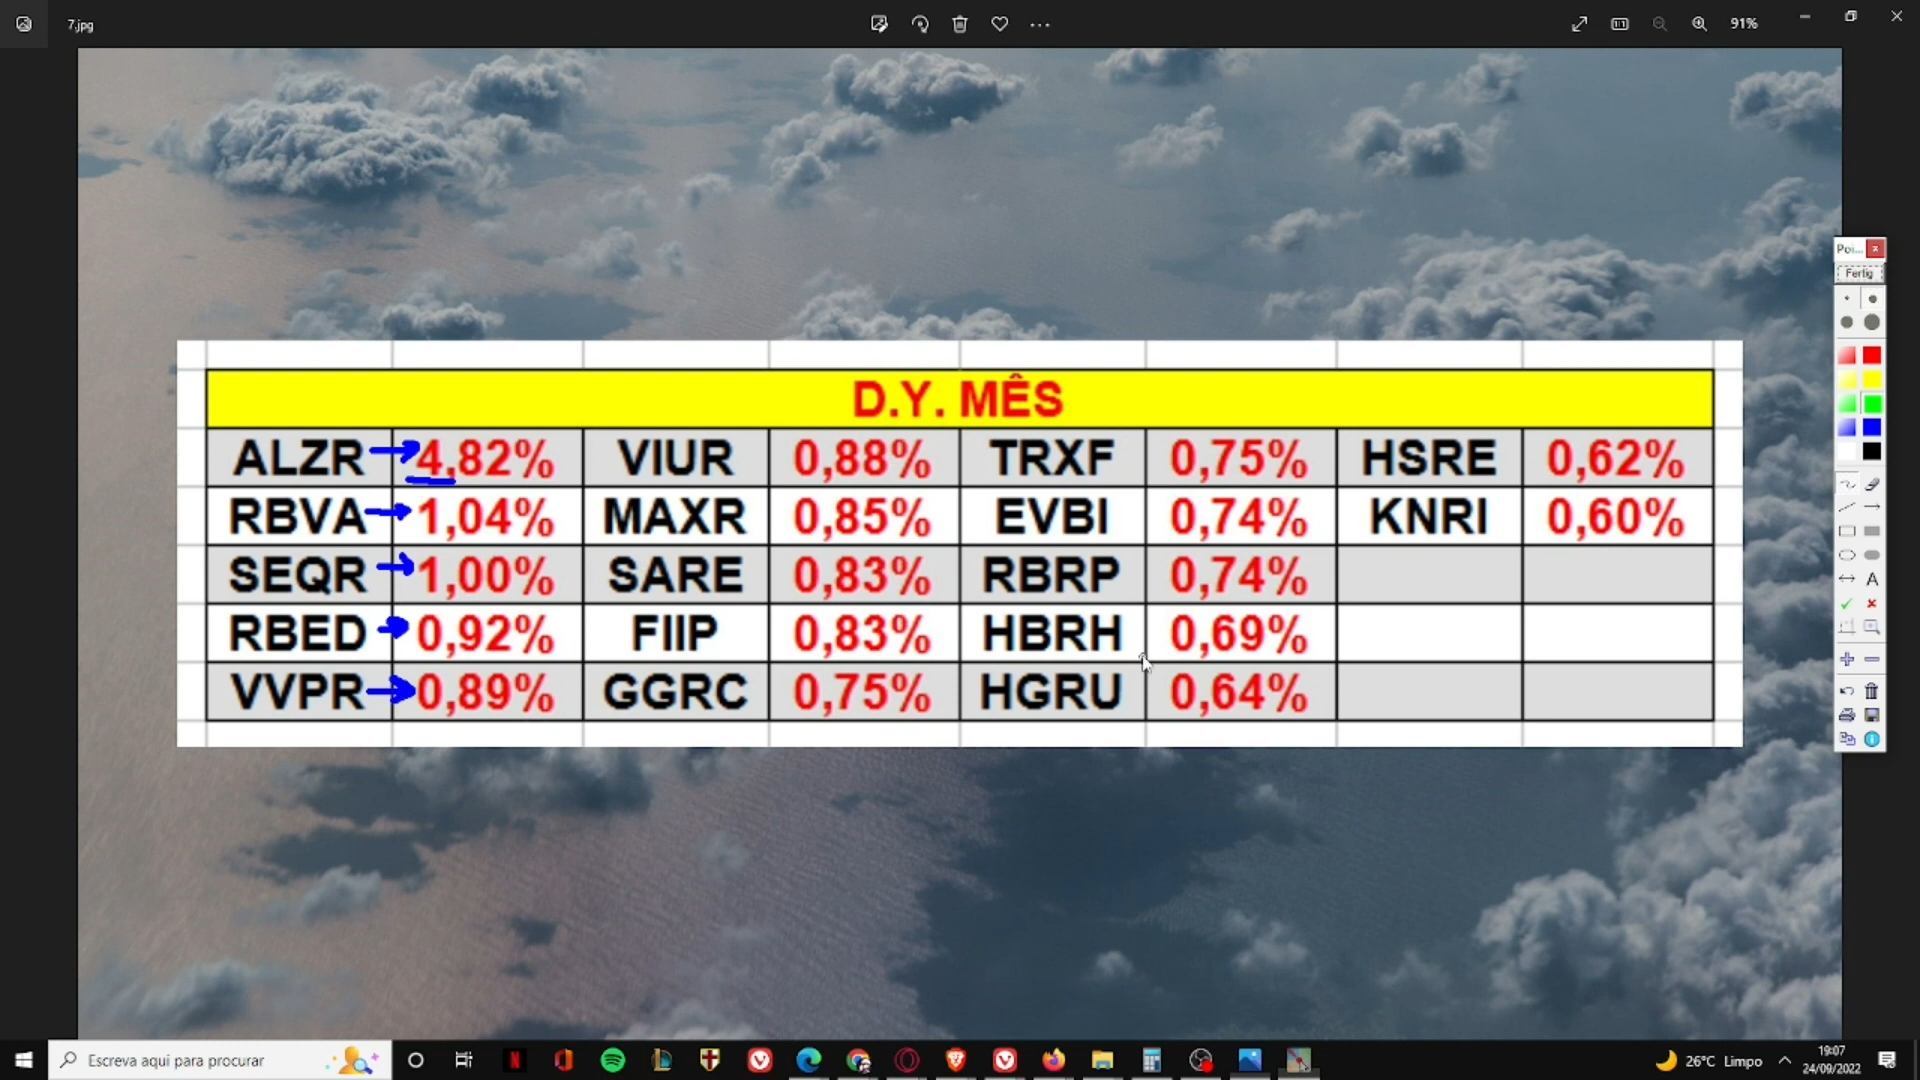 7.jpg
91%
D.Y. MÊS
ALZR 4,82% VIUR 0,88% TRXF 0,75% HSRE 0,62%
RBVA 1,04% MAXR 0,85% EVBI 0,74% KNRI 0,60%
SEQR 1,00% SARE 0,83% RBRP 0,74%
RBED 0,92% FIIP 0,83% HBRH 0,69%
VVPR 0,89% GGRC 0,75% HGRU 0,64%
Poi...
Fertig
A
Escreva aqui para procurar
26°C Limpo
19:07
24/09/2022